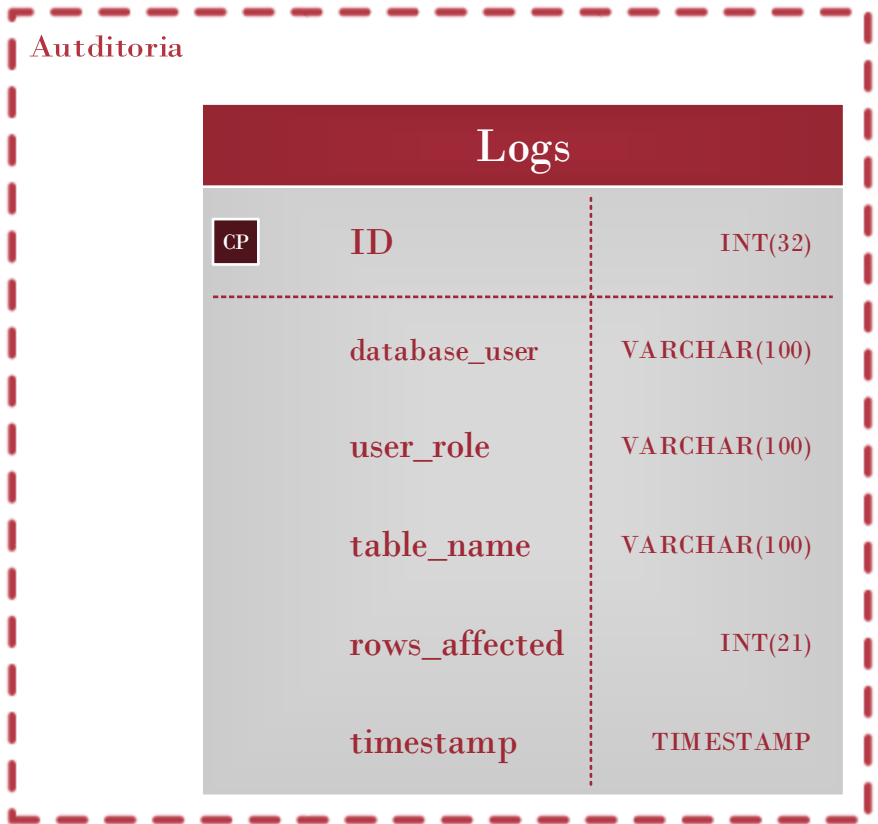 Autditoria
Logs
CP ID INT(32)
database_user VARCHAR(100)
user_role VARCHAR(100)
table_name VARCHAR(100)
rows_affected INT(21)
timestamp TIMESTAMP